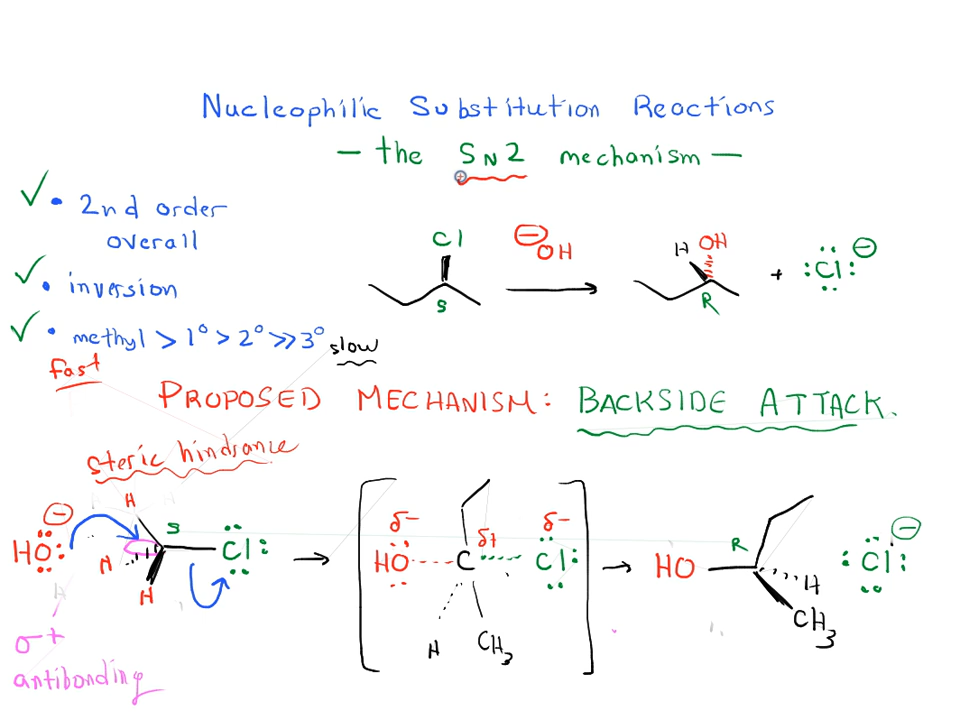 Nucleophilic Substitution Reactions
– the SN2 mechanism –
✓ • 2nd order
overall
✓ • inversion
✓ • methyl > 1° > 2° >> 3° slow
fast
Cl
S
⊖OH
H OH
R
+ :Cl: ⊖
PROPOSED MECHANISM: BACKSIDE ATTACK.
steric hindrance
HO: ⊖
H
H
H
S
Cl:
δ- δ+ δ-
HO C Cl:
H CH3
HO
R
H
CH3
:Cl: ⊖
σ+
antibonding